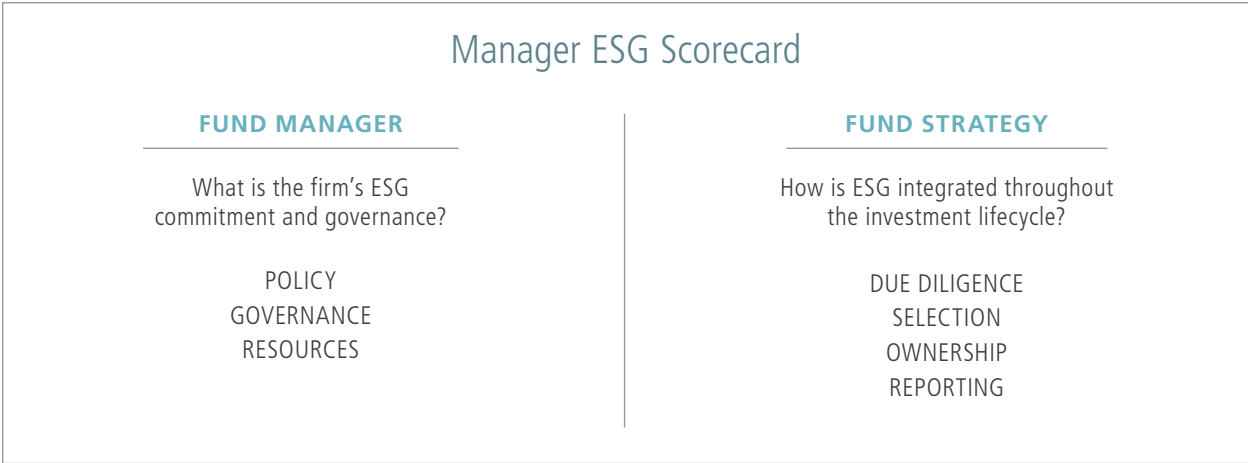 Manager ESG Scorecard
FUND MANAGER
What is the firm’s ESG
commitment and governance?
POLICY
GOVERNANCE
RESOURCES
FUND STRATEGY
How is ESG integrated throughout
the investment lifecycle?
DUE DILIGENCE
SELECTION
OWNERSHIP
REPORTING